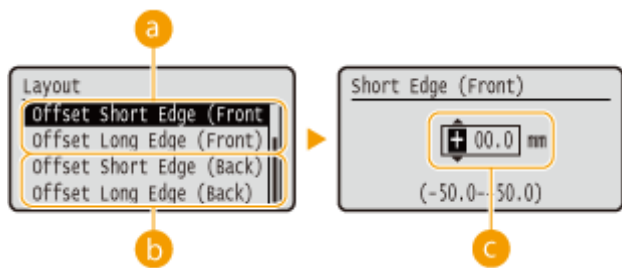 a
Layout
Offset Short Edge (Front
Offset Long Edge (Front)
Offset Short Edge (Back)
Offset Long Edge (Back)
b
Short Edge (Front)
+ 00.0 mm
(-50.0-+50.0)
c